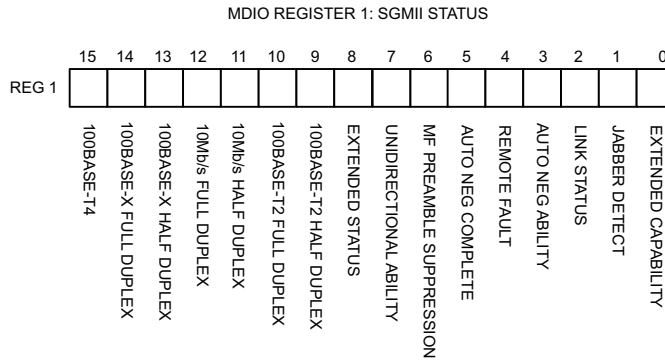 MDIO REGISTER 1: SGMII STATUS
15 14 13 12 11 10 9 8 7 6 5 4 3 2 1 0
REG 1
100BASE-T4
100BASE-X FULL DUPLEX
100BASE-X HALF DUPLEX
10Mb/s FULL DUPLEX
10Mb/s HALF DUPLEX
100BASE-T2 FULL DUPLEX
100BASE-T2 HALF DUPLEX
EXTENDED STATUS
UNIDIRECTIONAL ABILITY
MF PREAMBLE SUPPRESSION
AUTO NEG COMPLETE
REMOTE FAULT
AUTO NEG ABILITY
LINK STATUS
JABBER DETECT
EXTENDED CAPABILITY